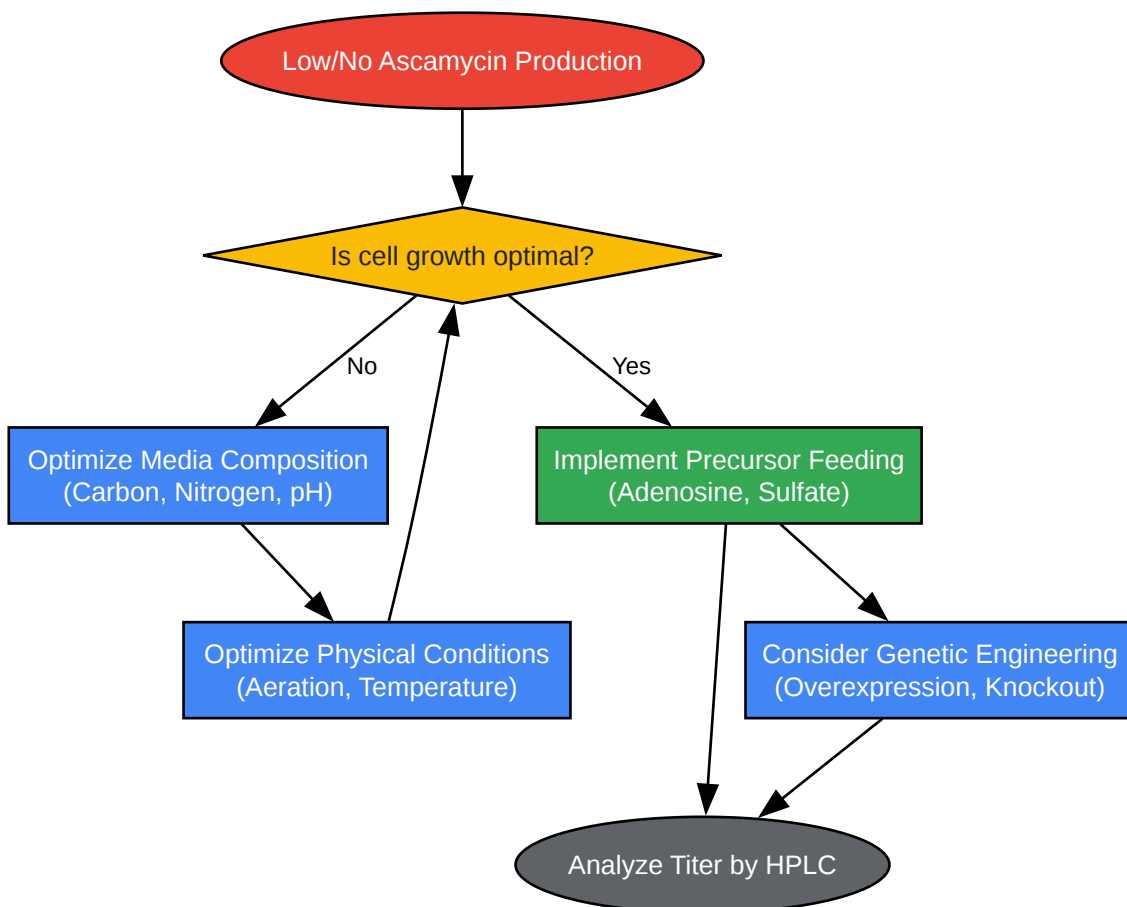 Low/No Ascamycin Production
Is cell growth optimal?
No
Yes
Optimize Media Composition
(Carbon, Nitrogen, pH)
Implement Precursor Feeding
(Adenosine, Sulfate)
Optimize Physical Conditions
(Aeration, Temperature)
Consider Genetic Engineering
(Overexpression, Knockout)
Analyze Titer by HPLC